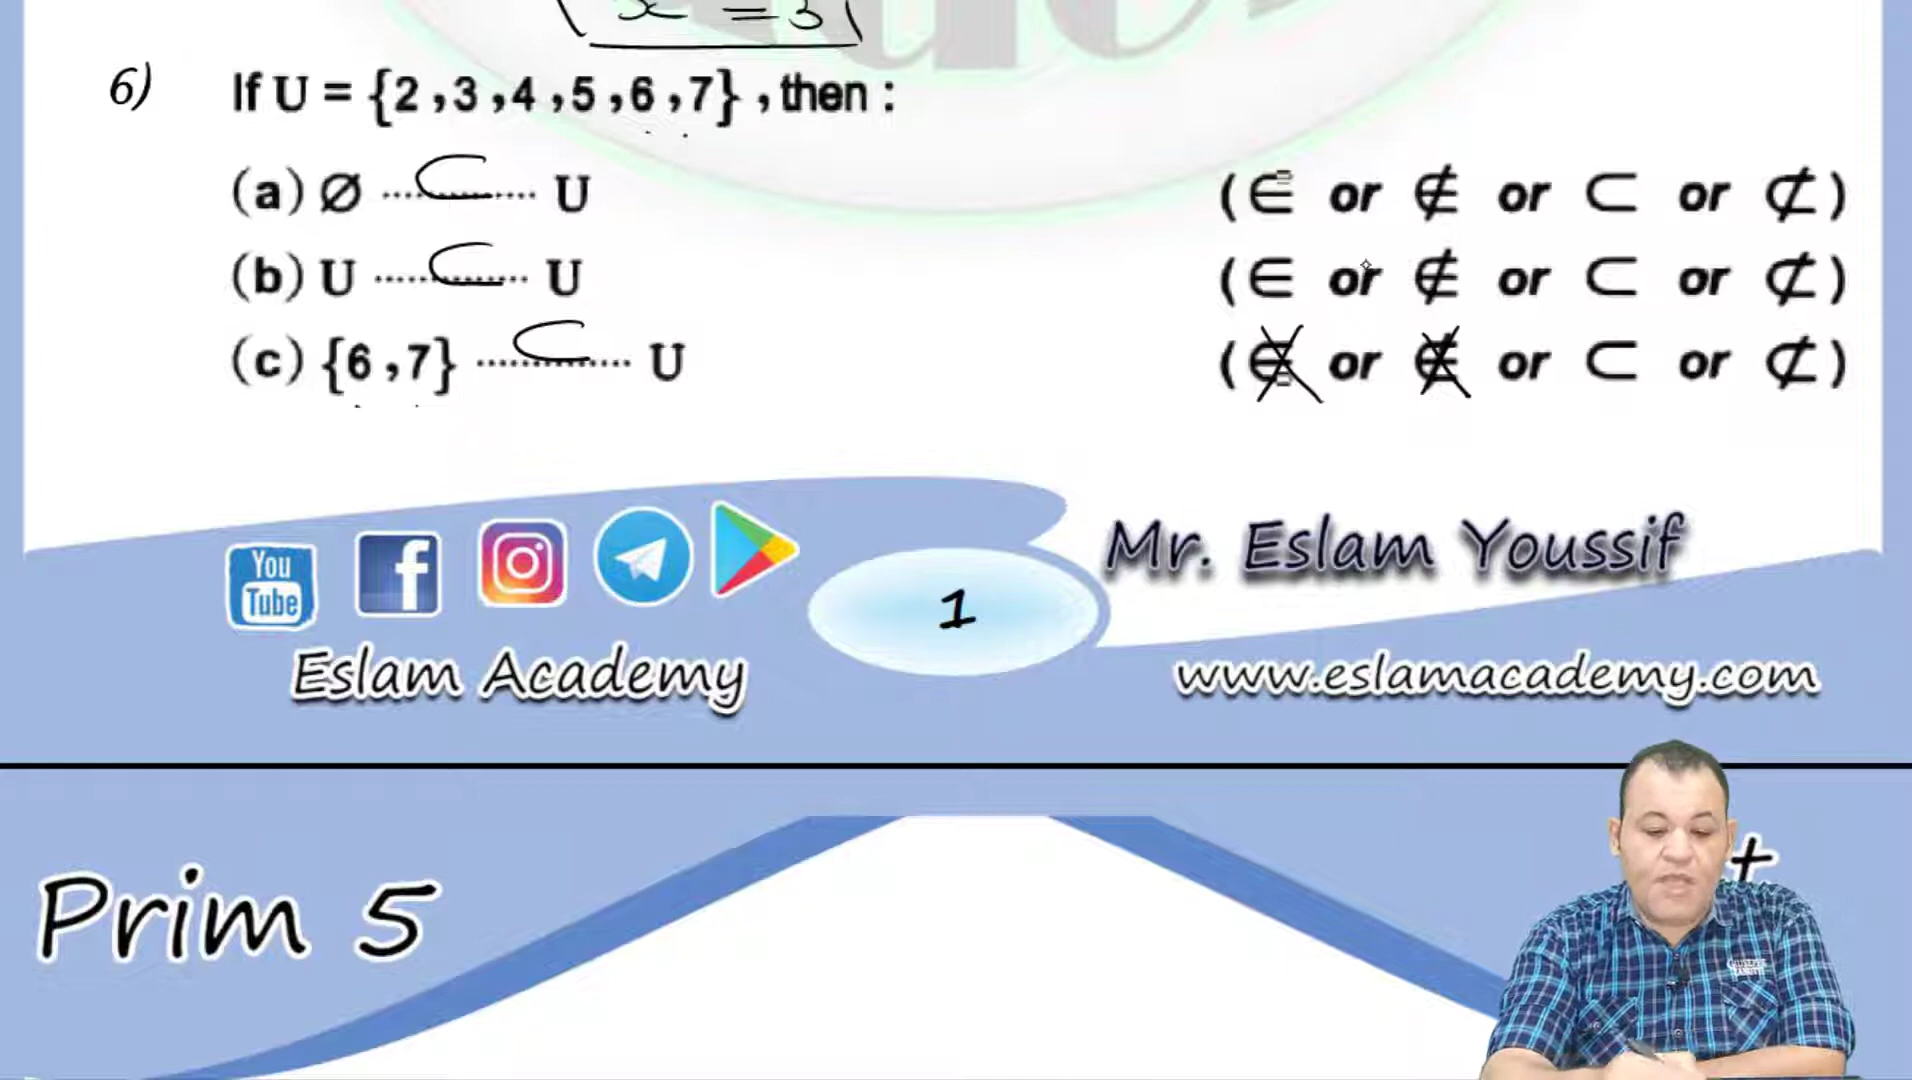 x = 3
6) If U = {2 , 3 , 4 , 5 , 6 , 7} , then :
(a) Ø ......⊂...... U (∈ or ∉ or ⊂ or ⊄)
(b) U ......⊂...... U (∈ or ∉ or ⊂ or ⊄)
(c) {6 , 7} ......⊂...... U (∈ or ∉ or ⊂ or ⊄)
You
Tube
f
1
Mr. Eslam Youssif
Eslam Academy
www.eslamacademy.com
Prim 5